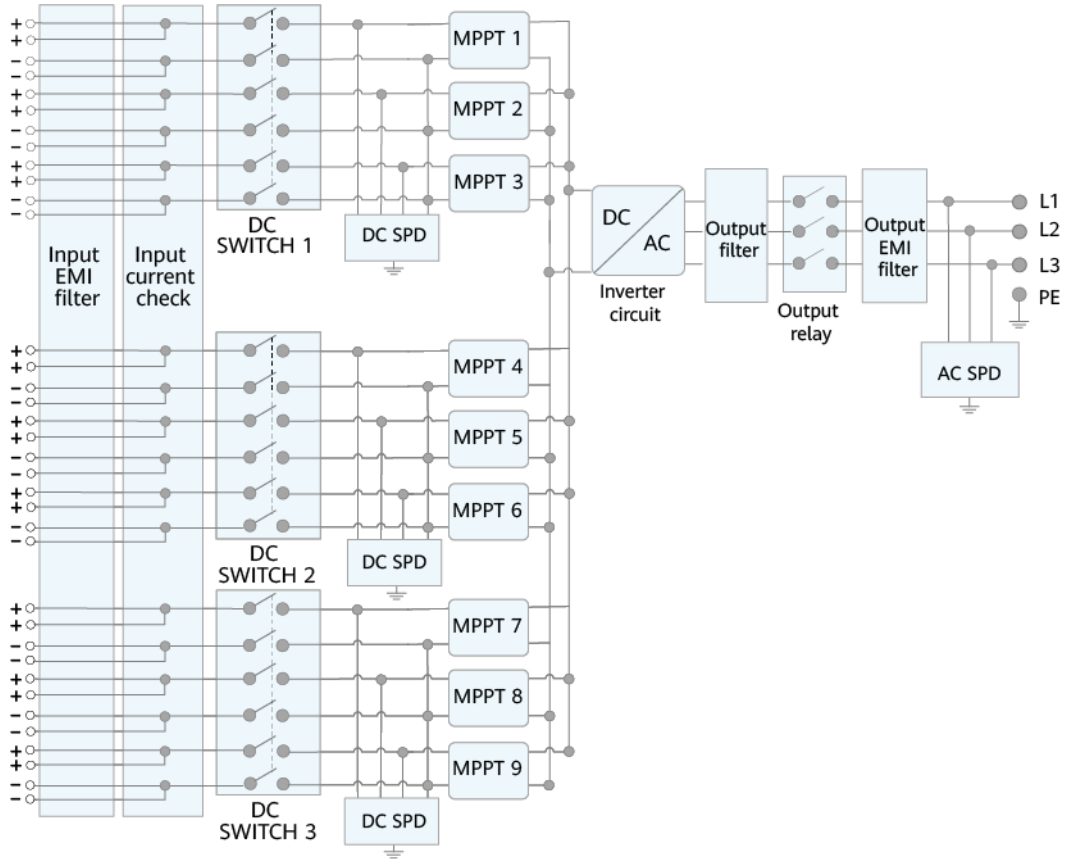 +
+
−
−
+
+
−
−
+
+
−
−
Input
EMI
filter
Input
current
check
DC
SWITCH 1
DC SPD
MPPT 1
MPPT 2
MPPT 3
+
+
−
−
+
+
−
−
+
+
−
−
DC
SWITCH 2
DC SPD
MPPT 4
MPPT 5
MPPT 6
+
+
−
−
+
+
−
−
+
+
−
−
DC
SWITCH 3
DC SPD
MPPT 7
MPPT 8
MPPT 9
DC
AC
Inverter
circuit
Output
filter
Output
relay
Output
EMI
filter
L1
L2
L3
PE
AC SPD